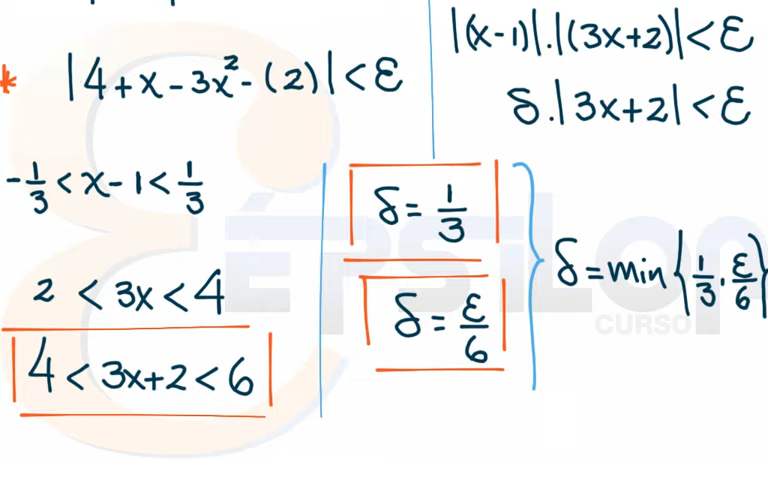 |(x-1)|.|(3x+2)|<ε
* |4+x-3x²-(2)|<ε
δ.|3x+2|<ε
-1/3<x-1<1/3
δ=1/3
2<3x<4
δ=ε/6
δ=min{1/3,ε/6}
4<3x+2<6
ÉPSILON
CURSO